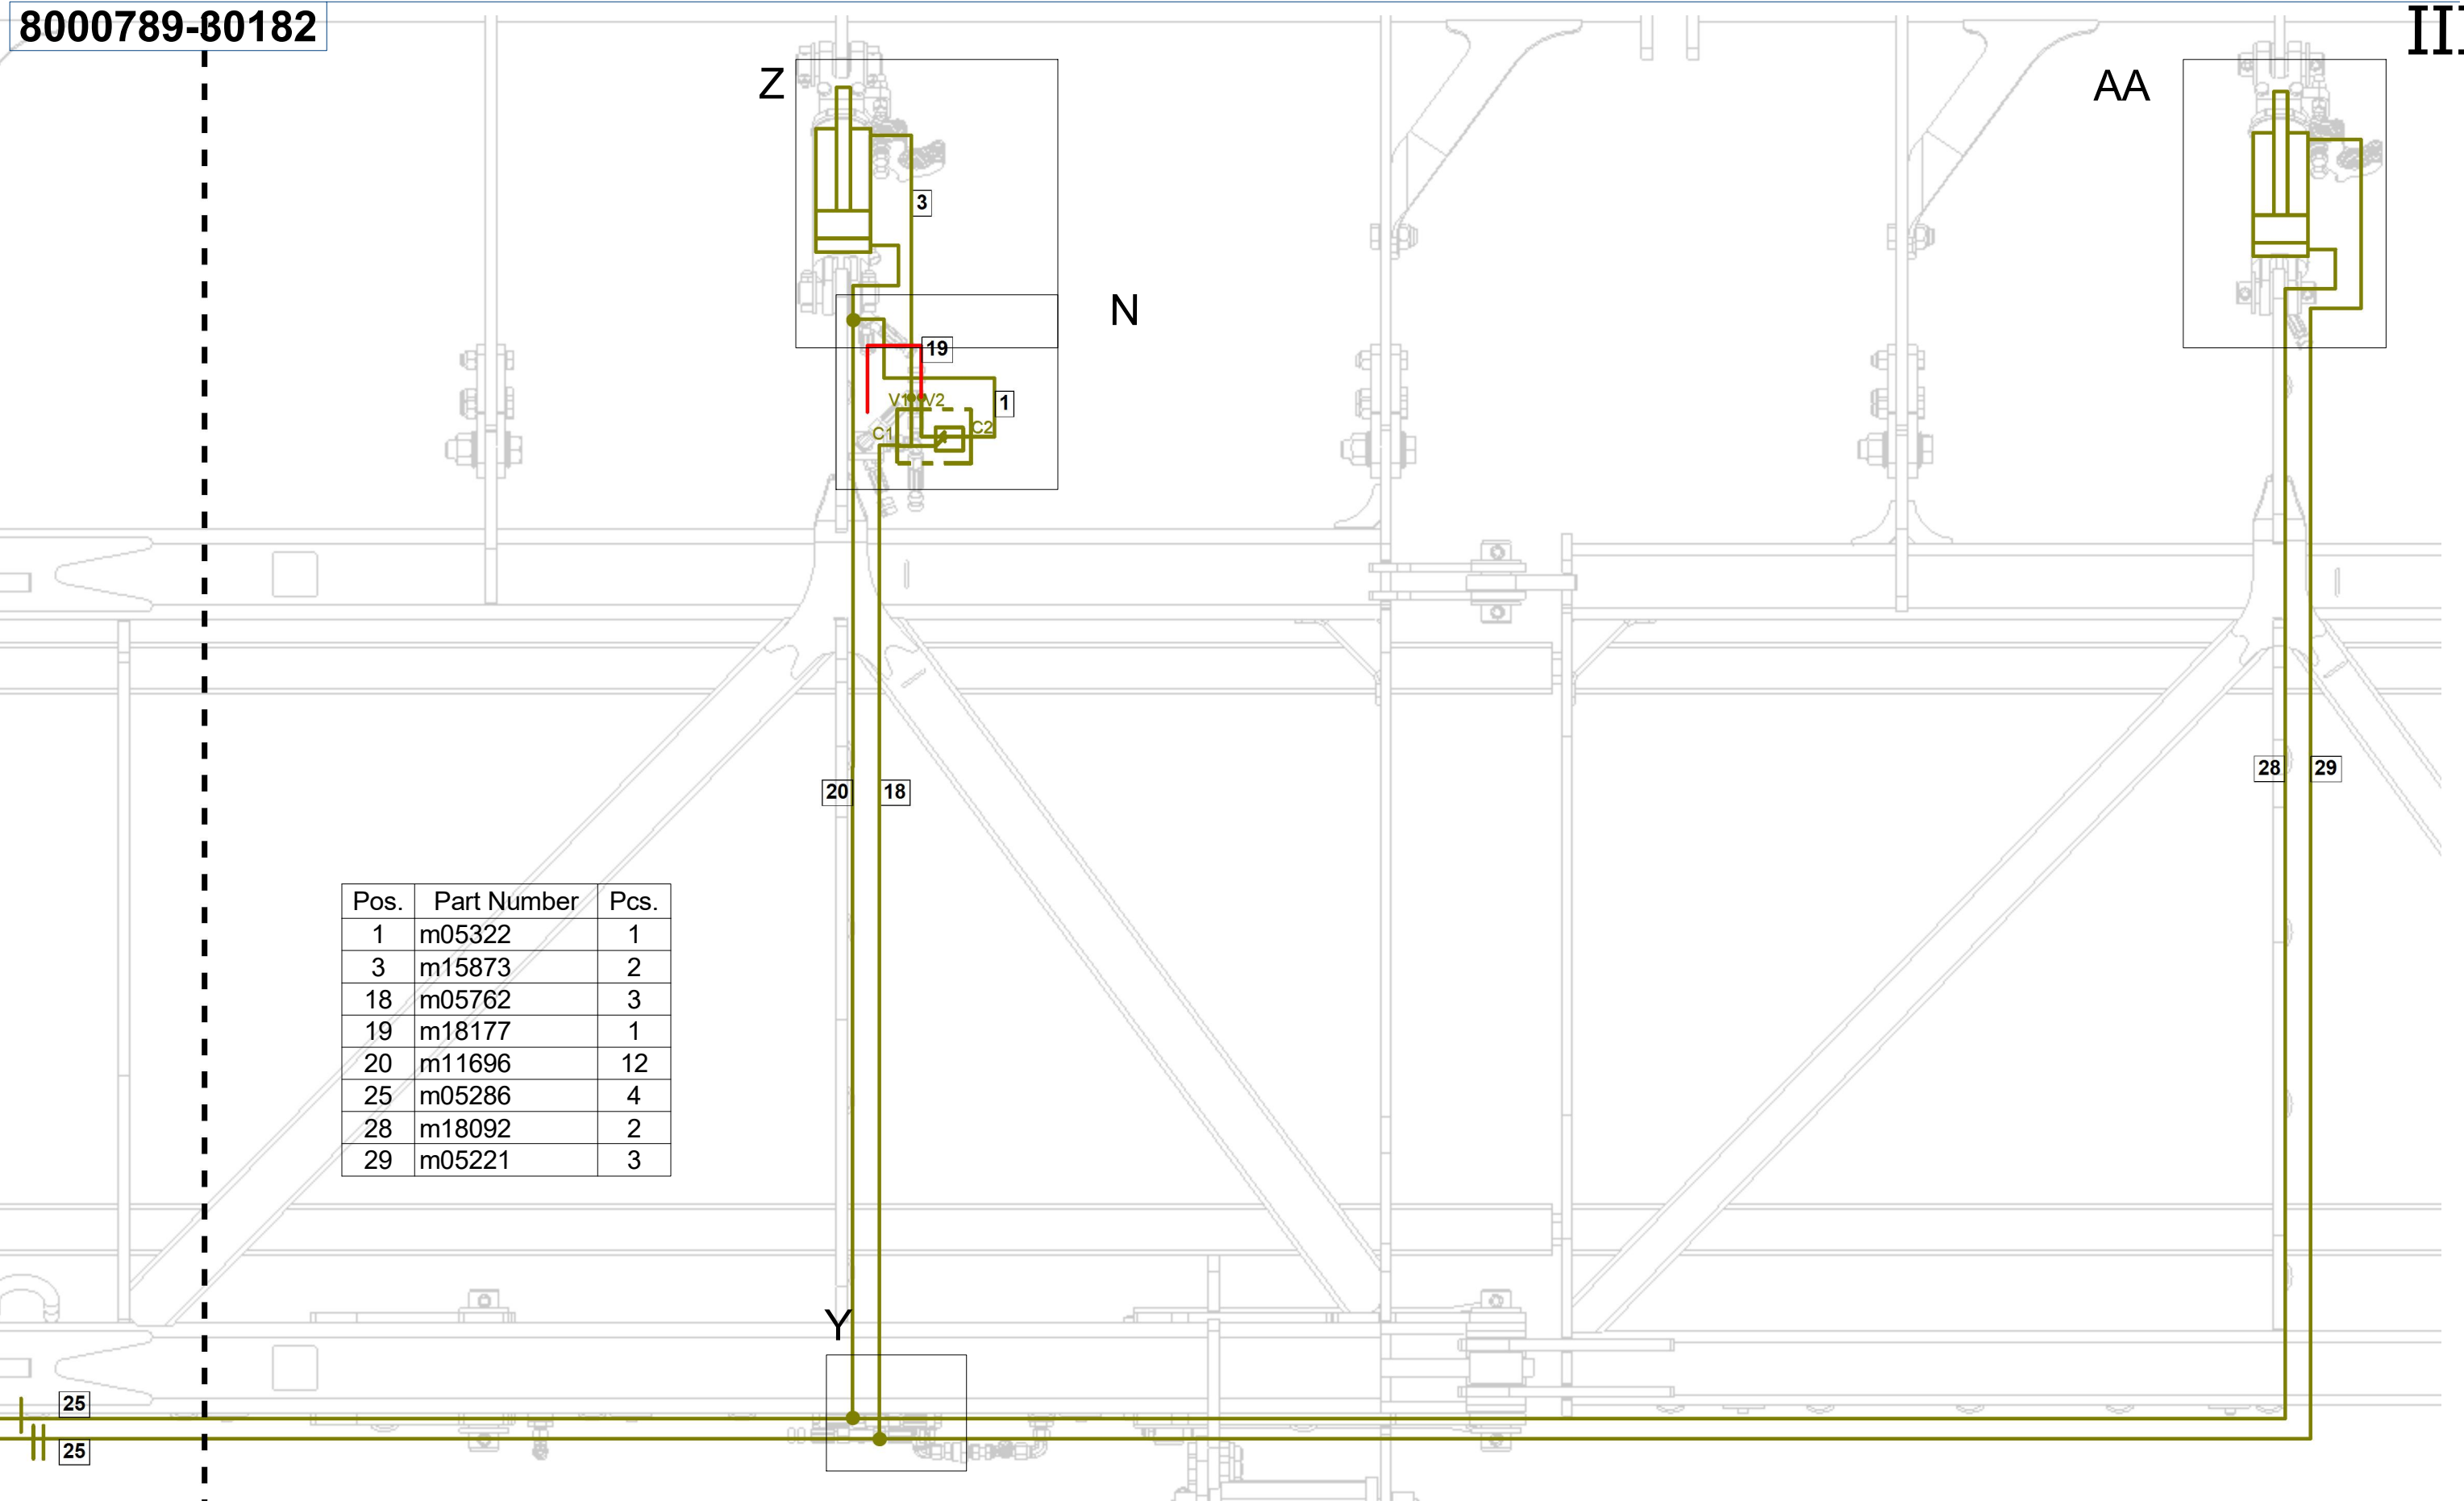 8000789-30182
III
Z
AA
3
N
19
V1 V2
1
C1
C2
28
29
20
18
Pos. Part Number Pcs.
1 m05322 1
3 m15873 2
18 m05762 3
19 m18177 1
20 m11696 12
25 m05286 4
28 m18092 2
29 m05221 3
Y
25
25